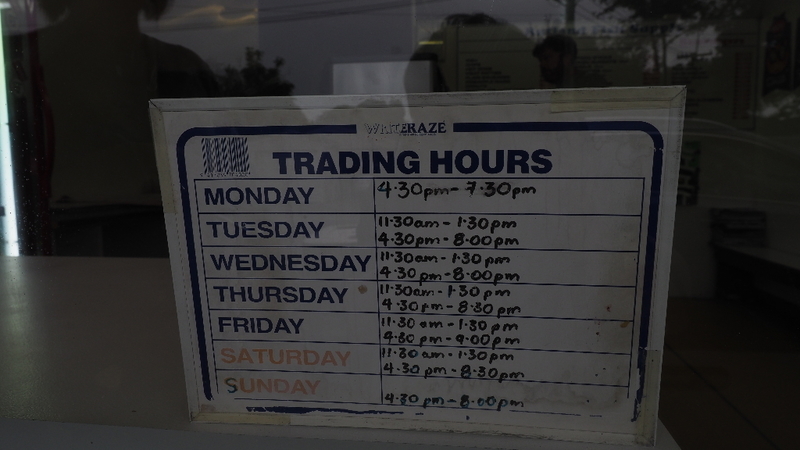 WRITERAZE
TRADING HOURS
MONDAY 4.30pm - 7.30pm
TUESDAY 11.30am - 1.30pm
4.30pm - 8.00pm
WEDNESDAY 11.30am - 1.30pm
4.30pm - 8.00pm
THURSDAY 11.30am - 1.30pm
4.30pm - 8.30pm
FRIDAY 11.30am - 1.30pm
4.30pm - 9.00pm
SATURDAY 11.30am - 1.30pm
4.30pm - 8.30pm
SUNDAY
4.30pm - 8.00pm